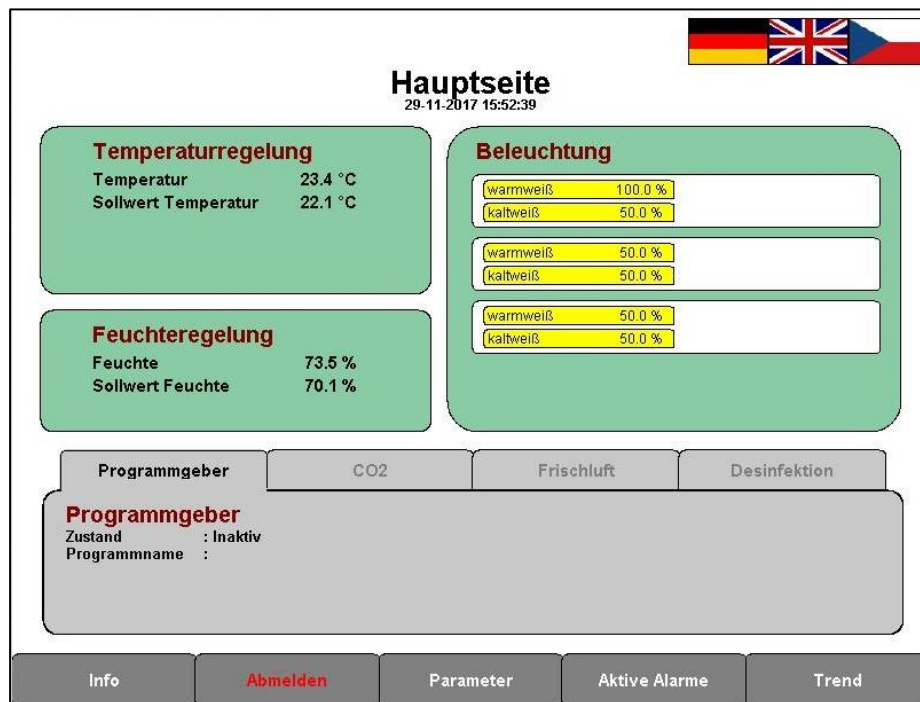 Hauptseite
29-11-2017 15:52:39
Temperaturregelung
Temperatur 23.4 °C
Sollwert Temperatur 22.1 °C
Feuchteregelung
Feuchte 73.5 %
Sollwert Feuchte 70.1 %
Beleuchtung
warmweiß 100.0 %
kaltweiß 50.0 %
warmweiß 50.0 %
kaltweiß 50.0 %
warmweiß 50.0 %
kaltweiß 50.0 %
Programmgeber CO2 Frischluft Desinfektion
Programmgeber
Zustand : Inaktiv
Programmname :
Info Abmelden Parameter Aktive Alarme Trend